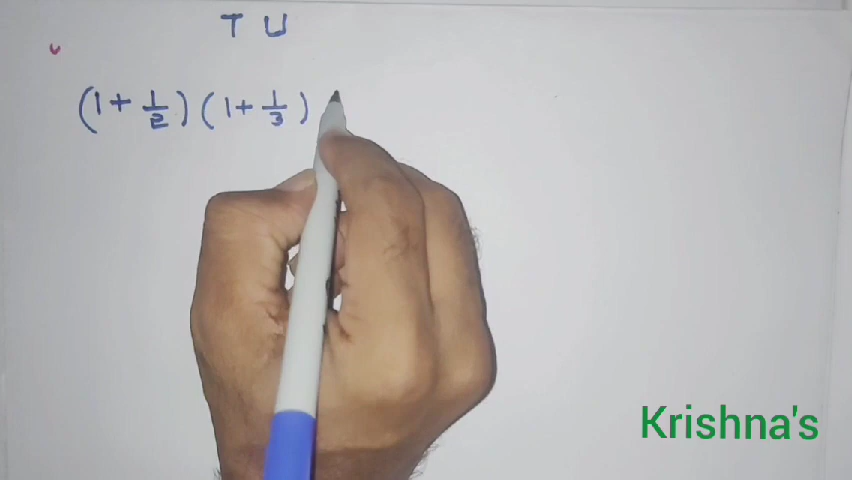 T U
(1 + 1/2) (1 + 1/3)
Krishna's